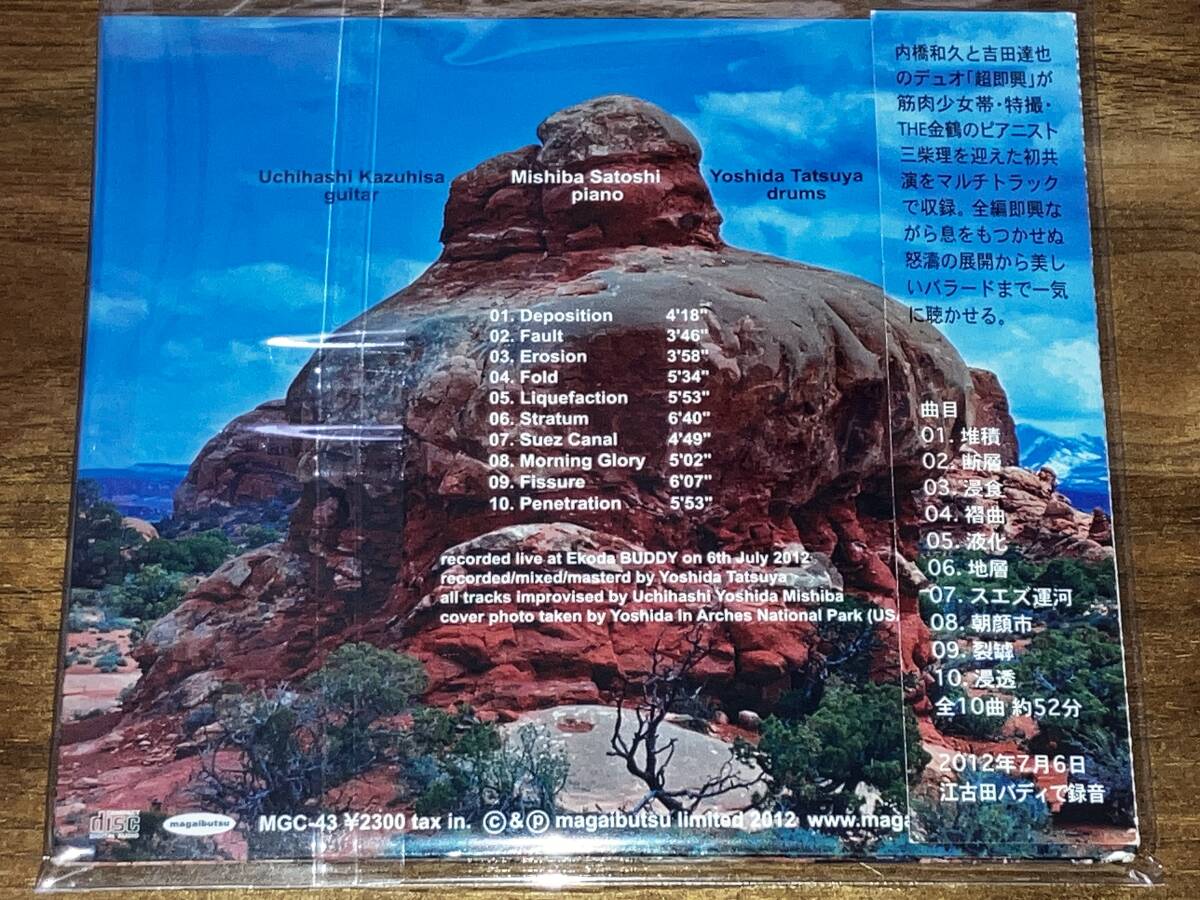 内橋和久と吉田達也
のデュオ「超即興」が
筋肉少女帯・特撮・
THE金鶴のピアニスト
三柴理を迎えた初共
演をマルチトラック
で収録。全編即興な
がら息をもつかせぬ
怒濤の展開から美し
いバラードまで一気
に聴かせる。
Uchihashi Kazuhisa
guitar
Mishiba Satoshi
piano
Yoshida Tatsuya
drums
01. Deposition 4'18"
02. Fault 3'46"
03. Erosion 3'58"
04. Fold 5'34"
05. Liquefaction 5'53"
06. Stratum 6'40"
07. Suez Canal 4'49"
08. Morning Glory 5'02"
09. Fissure 6'07"
10. Penetration 5'53"
recorded live at Ekoda BUDDY on 6th July 2012
recorded/mixed/masterd by Yoshida Tatsuya
all tracks improvised by Uchihashi Yoshida Mishiba
cover photo taken by Yoshida in Arches National Park (US
曲目
01. 堆積
02. 断層
03. 浸食
04. 褶曲
05. 液化
06. 地層
07. スエズ運河
08. 朝顔市
09. 裂罅
10. 浸透
全10曲 約52分
2012年7月6日
江古田バディで録音
disc
magaibutsu
MGC-43 ¥2300 tax in. ©&℗ magaibutsu limited 2012 www.maga